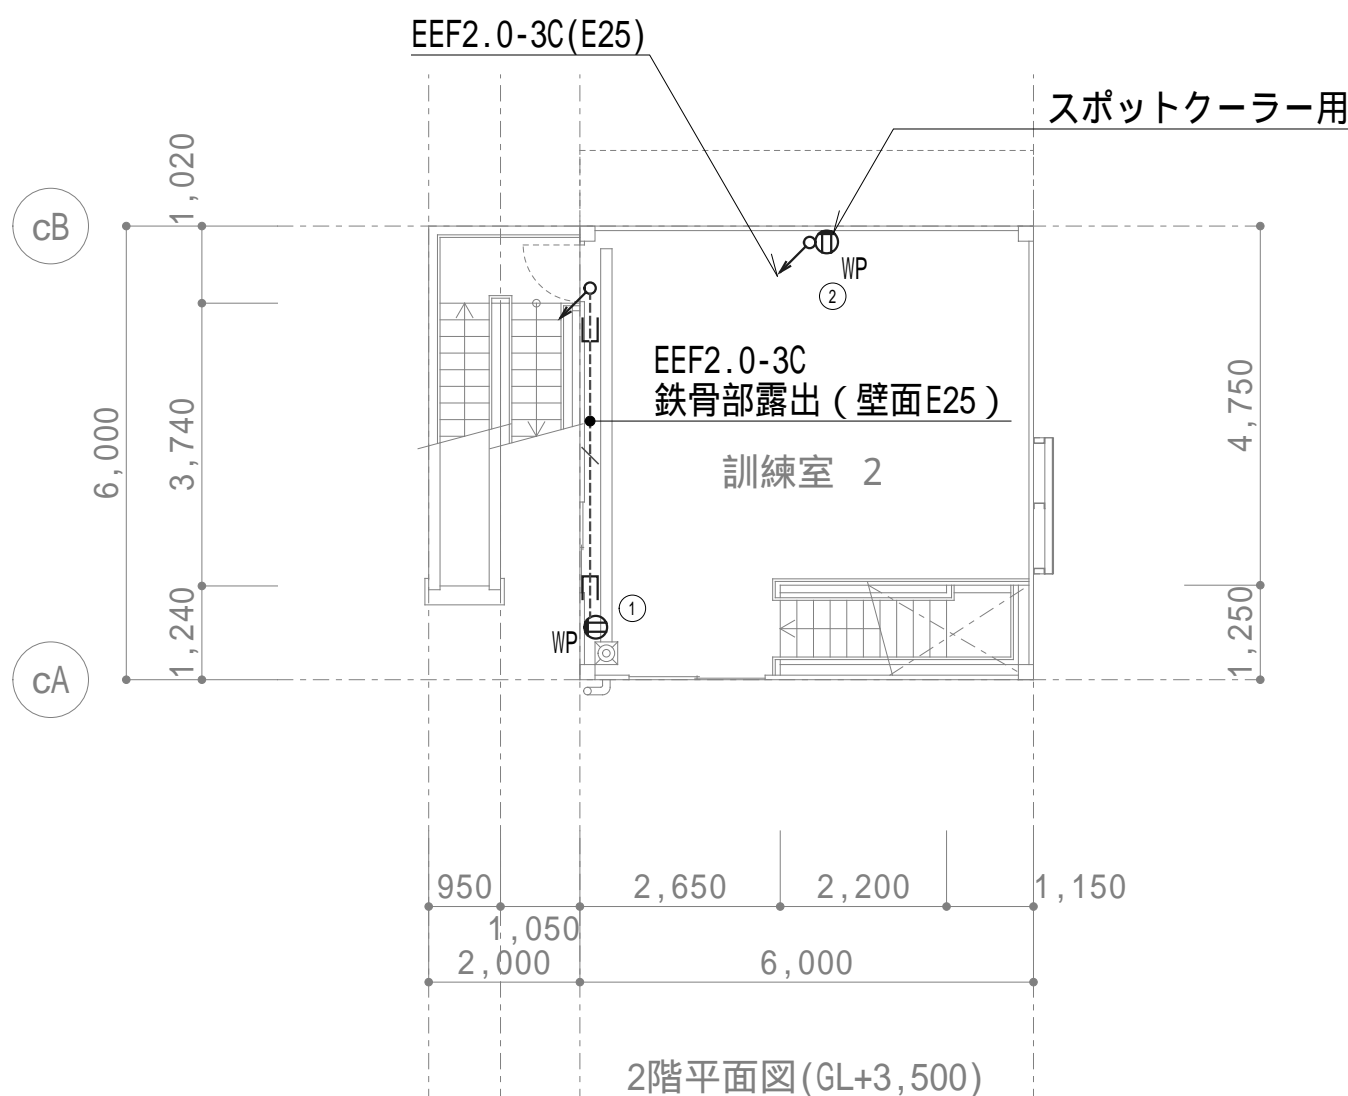 EEF2.0-3C(E25)
スポットクーラー用
1,020
cB
WP
2
EEF2.0-3C
鉄骨部露出(壁面E25)
6,000
3,740
4,750
訓練室 2
1
WP
1,240
1,250
cA
950
2,650
2,200
1,150
1,050
2,000
6,000
2階平面図(GL+3,500)